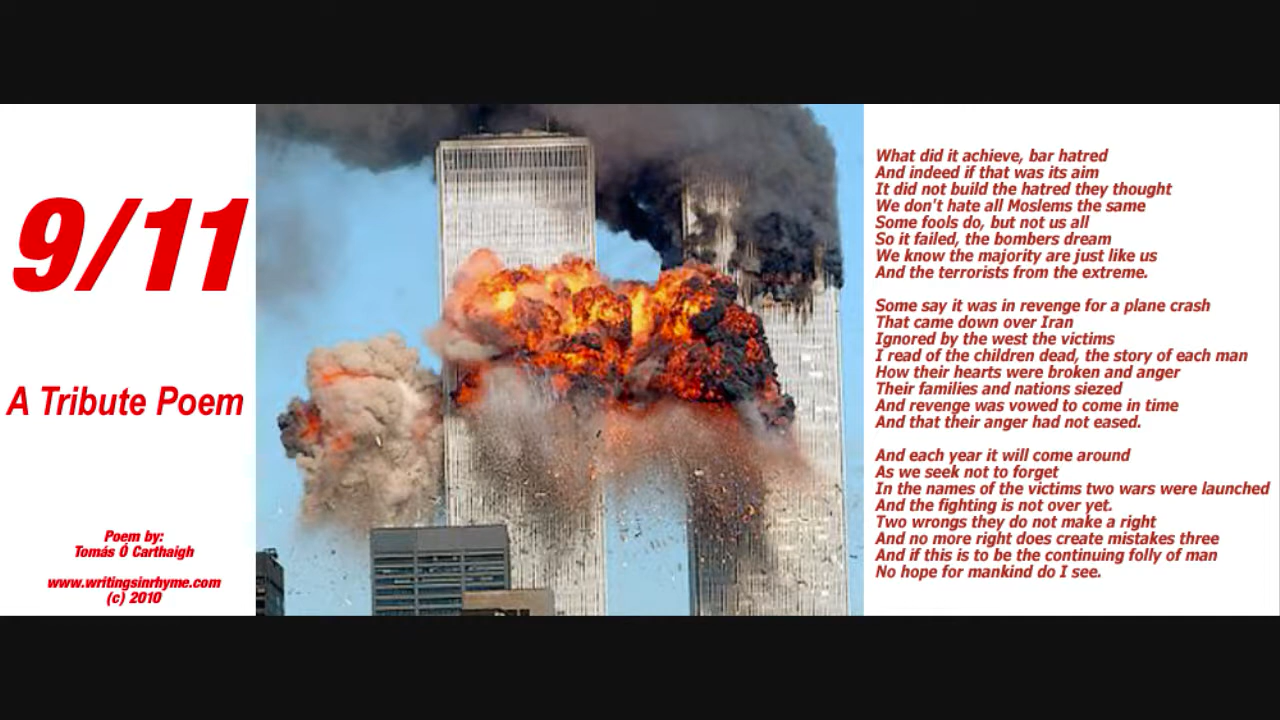 9/11
A Tribute Poem
Poem by:
Tomás Ó Carthaigh
www.writingsinrhyme.com
(c) 2010
What did it achieve, bar hatred
And indeed if that was its aim
It did not build the hatred they thought
We don't hate all Moslems the same
Some fools do, but not us all
So it failed, the bombers dream
We know the majority are just like us
And the terrorists from the extreme.
Some say it was in revenge for a plane crash
That came down over Iran
Ignored by the west the victims
I read of the children dead, the story of each man
How their hearts were broken and anger
Their families and nations siezed
And revenge was vowed to come in time
And that their anger had not eased.
And each year it will come around
As we seek not to forget
In the names of the victims two wars were launched
And the fighting is not over yet.
Two wrongs they do not make a right
And no more right does create mistakes three
And if this is to be the continuing folly of man
No hope for mankind do I see.